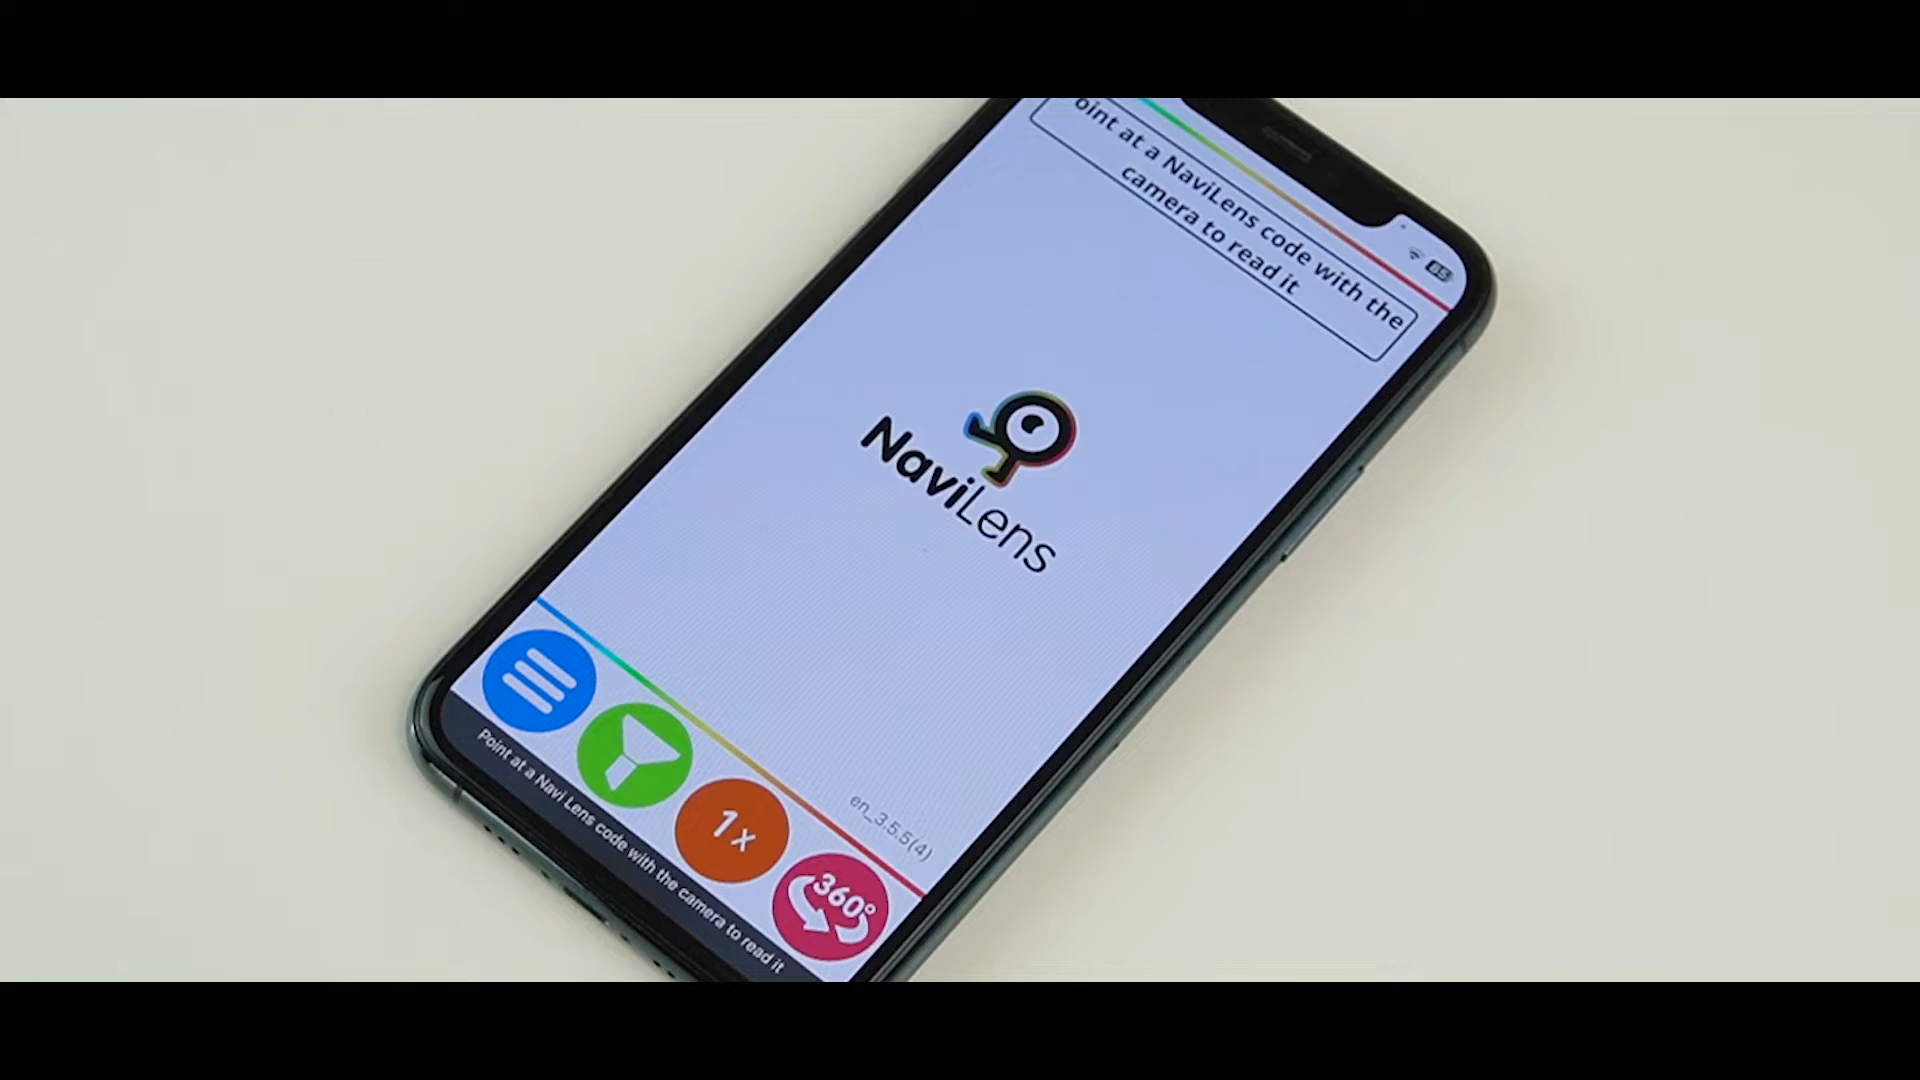 oint at a NaviLens code with the
camera to read it
85
NaviLens
en_3.5.5(4)
1x
360°
Point at a Navi Lens code with the camera to read it